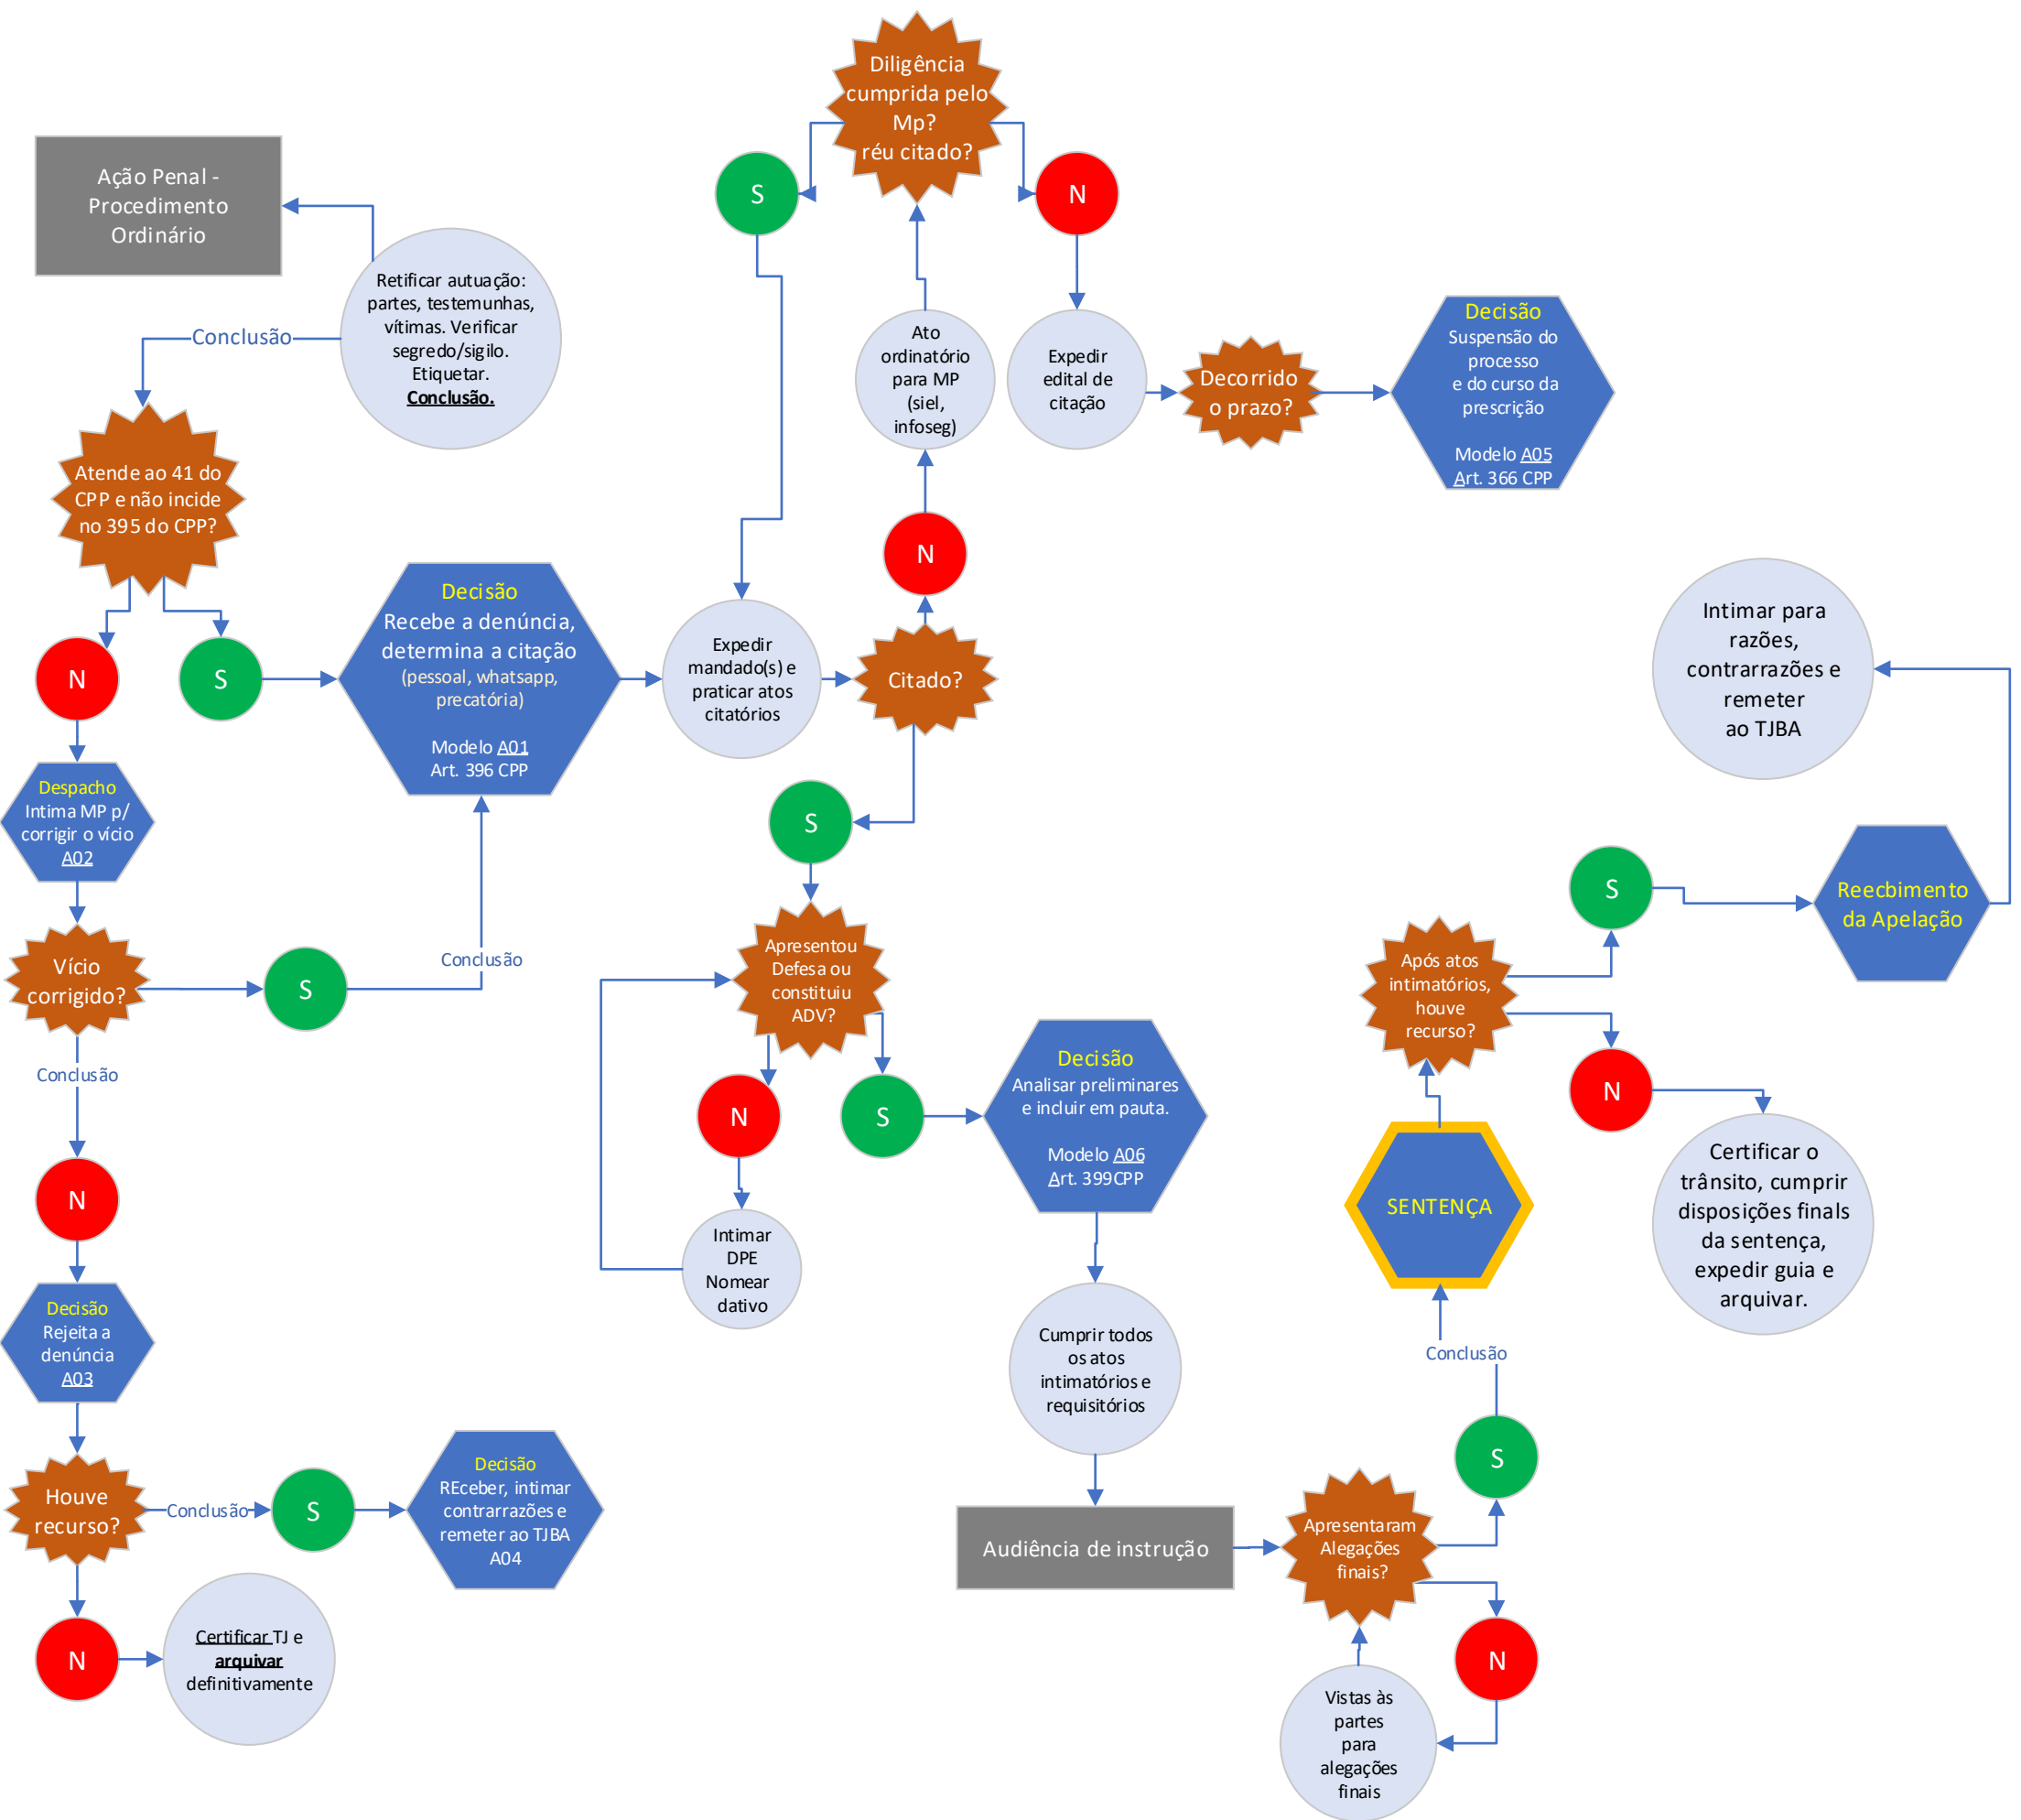 Ação Penal -
Procedimento
Ordinário
Retificar autuação:
partes, testemunhas,
vítimas. Verificar
segredo/sigilo.
Etiquetar.
Conclusão.
Conclusão
Atende ao 41 do
CPP e não incide
no 395 do CPP?
N
S
Despacho
Intima MP p/
corrigir o vício
A02
Vício
corrigido?
S
Conclusão
Conclusão
N
Decisão
Rejeita a
denúncia
A03
Houve
recurso?
Conclusão
S
Decisão
REceber, intimar
contrarrazões e
remeter ao TJBA
A04
N
Certificar TJ e
arquivar
definitivamente
Decisão
Recebe a denúncia,
determina a citação
(pessoal, whatsapp,
precatória)
Modelo A01
Art. 396 CPP
Expedir
mandado(s) e
praticar atos
citatórios
Citado?
N
Ato
ordinatório
para MP
(siel,
infoseg)
Diligência
cumprida pelo
Mp?
réu citado?
S
N
Expedir
edital de
citação
Decorrido
o prazo?
Decisão
Suspensão do
processo
e do curso da
prescrição
Modelo A05
Art. 366 CPP
S
Apresentou
Defesa ou
constituiu
ADV?
N
Intimar
DPE
Nomear
dativo
S
Decisão
Analisar preliminares
e incluir em pauta.
Modelo A06
Art. 399CPP
Cumprir todos
os atos
intimatórios e
requisitórios
Audiência de instrução
Apresentaram
Alegações
finais?
N
Vistas às
partes
para
alegações
finais
S
Conclusão
SENTENÇA
Após atos
intimatórios,
houve
recurso?
S
Reecbimento
da Apelação
Intimar para
razões,
contrarrazões e
remeter
ao TJBA
N
Certificar o
trânsito, cumprir
disposições finals
da sentença,
expedir guia e
arquivar.